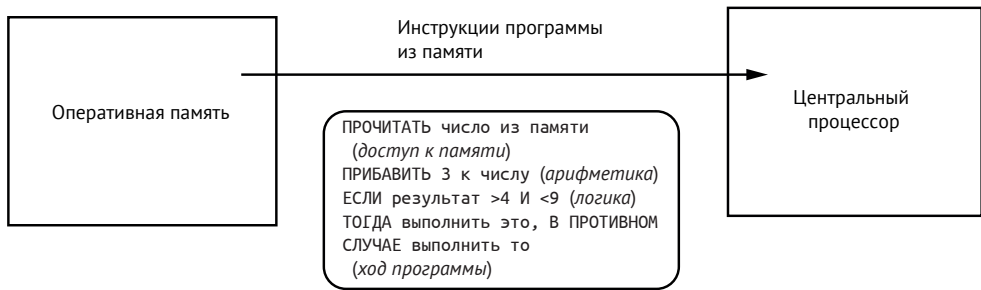 Инструкции программы
из памяти
Оперативная память
Центральный
процессор
ПРОЧИТАТЬ число из памяти
(доступ к памяти)
ПРИБАВИТЬ 3 к числу (арифметика)
ЕСЛИ результат >4 И <9 (логика)
ТОГДА выполнить это, В ПРОТИВНОМ
СЛУЧАЕ выполнить то
(ход программы)